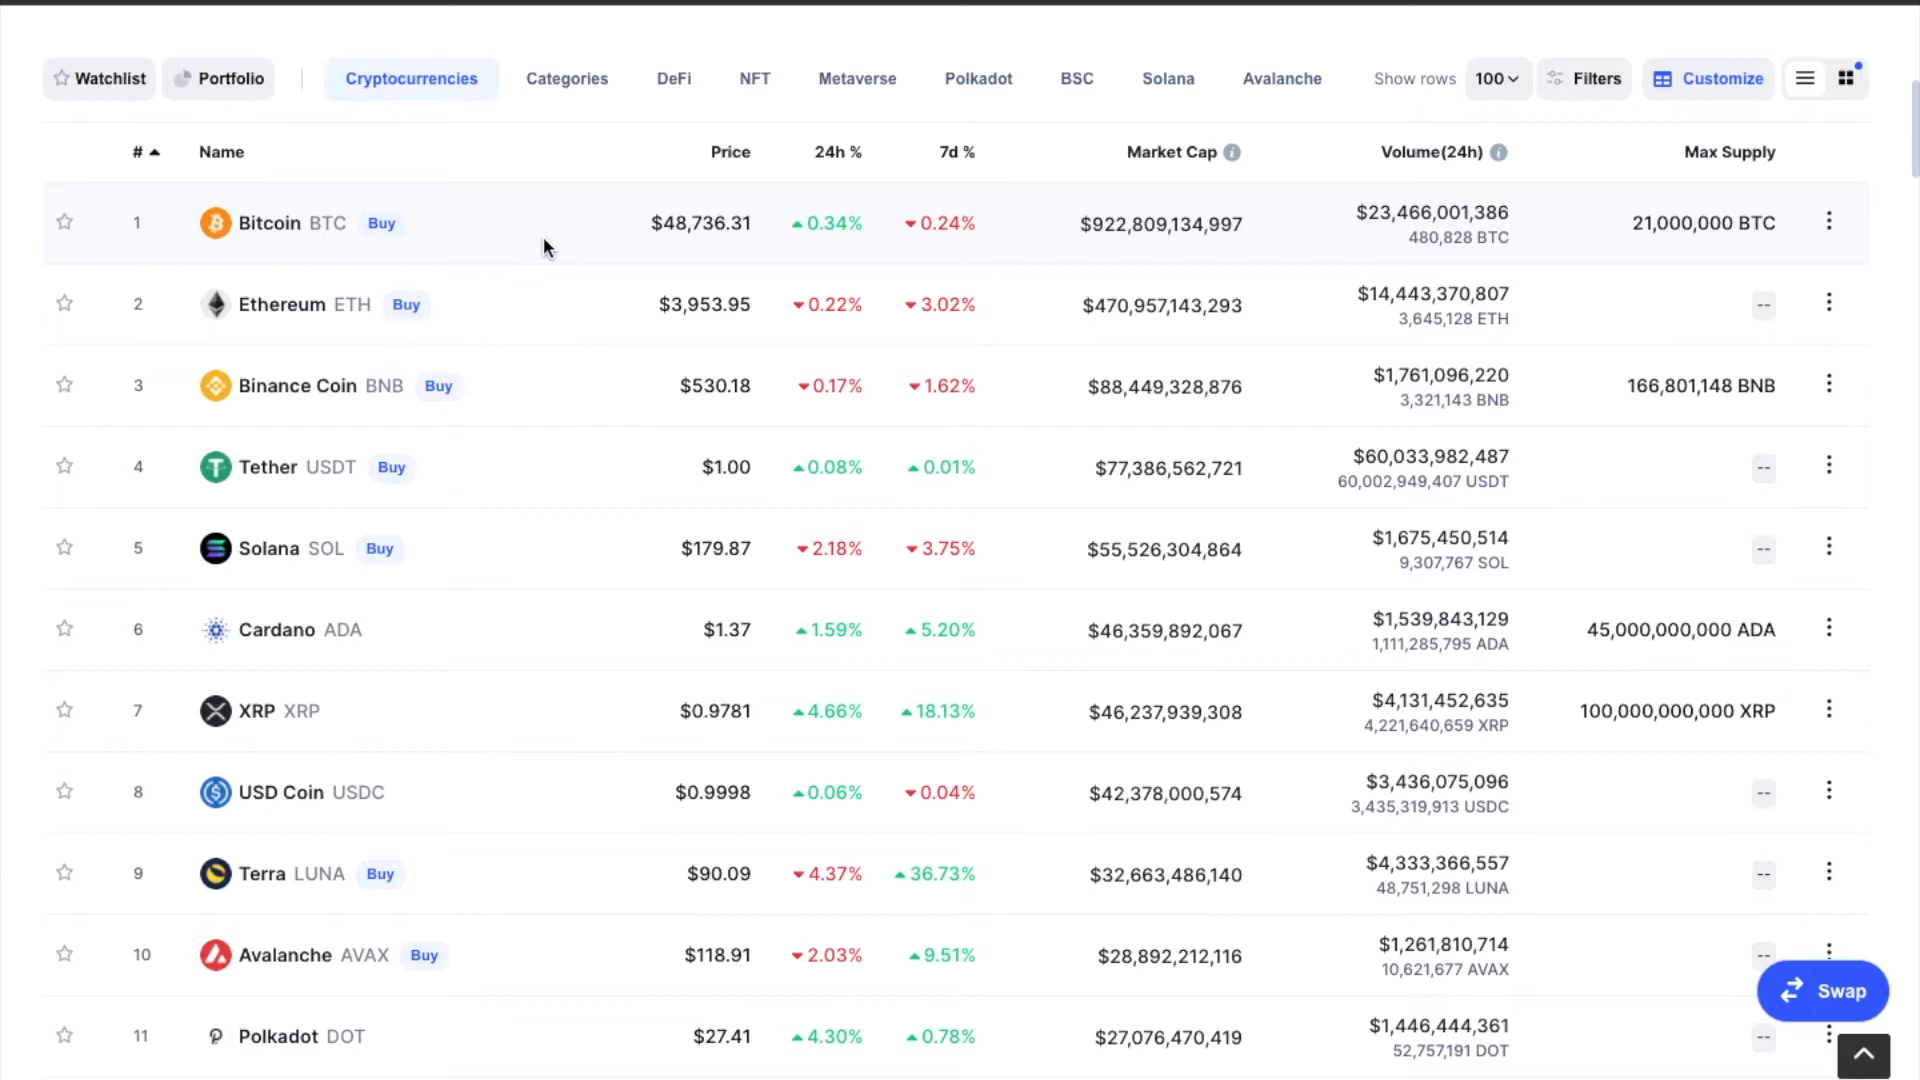 Watchlist Portfolio Cryptocurrencies Categories DeFi NFT Metaverse Polkadot BSC Solana Avalanche Show rows 100 Filters Customize
# Name Price 24h % 7d % Market Cap Volume(24h) Max Supply
1 Bitcoin BTC Buy $48,736.31 0.34% 0.24% $922,809,134,997 $23,466,001,386 21,000,000 BTC
480,828 BTC
2 Ethereum ETH Buy $3,953.95 0.22% 3.02% $470,957,143,293 $14,443,370,807 --
3,645,128 ETH
3 Binance Coin BNB Buy $530.18 0.17% 1.62% $88,449,328,876 $1,761,096,220 166,801,148 BNB
3,321,143 BNB
4 Tether USDT Buy $1.00 0.08% 0.01% $77,386,562,721 $60,033,982,487 --
60,002,949,407 USDT
5 Solana SOL Buy $179.87 2.18% 3.75% $55,526,304,864 $1,675,450,514 --
9,307,767 SOL
6 Cardano ADA $1.37 1.59% 5.20% $46,359,892,067 $1,539,843,129 45,000,000,000 ADA
1,111,285,795 ADA
7 XRP XRP $0.9781 4.66% 18.13% $46,237,939,308 $4,131,452,635 100,000,000,000 XRP
4,221,640,659 XRP
8 USD Coin USDC $0.9998 0.06% 0.04% $42,378,000,574 $3,436,075,096 --
3,435,319,913 USDC
9 Terra LUNA Buy $90.09 4.37% 36.73% $32,663,486,140 $4,333,366,557 --
48,751,298 LUNA
10 Avalanche AVAX Buy $118.91 2.03% 9.51% $28,892,212,116 $1,261,810,714 --
10,621,677 AVAX
Swap
11 Polkadot DOT $27.41 4.30% 0.78% $27,076,470,419 $1,446,444,361 --
52,757,191 DOT